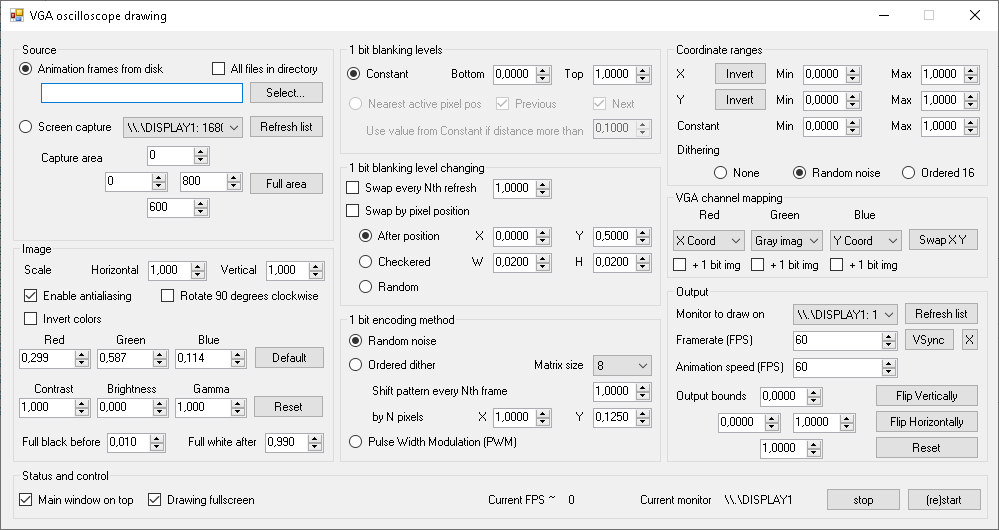 VGA oscilloscope drawing
Source
Animation frames from disk
All files in directory
Select...
Screen capture
\\.\DISPLAY1: 168(
Refresh list
Capture area
0
0
800
Full area
600
Image
Scale
Horizontal
1,000
Vertical
1,000
Enable antialiasing
Rotate 90 degrees clockwise
Invert colors
Red
Green
Blue
0,299
0,587
0,114
Default
Contrast
Brightness
Gamma
1,000
0,000
1,000
Reset
Full black before
0,010
Full white after
0,990
1 bit blanking levels
Constant
Bottom
0,0000
Top
1,0000
Nearest active pixel pos
Previous
Next
Use value from Constant if distance more than
0,1000
1 bit blanking level changing
Swap every Nth refresh
1,0000
Swap by pixel position
After position
X
0,0000
Y
0,5000
Checkered
W
0,0200
H
0,0200
Random
1 bit encoding method
Random noise
Ordered dither
Matrix size
8
Shift pattern every Nth frame
1,0000
by N pixels
X
1,0000
Y
0,1250
Pulse Width Modulation (PWM)
Coordinate ranges
X
Invert
Min
0,0000
Max
1,0000
Y
Invert
Min
0,0000
Max
1,0000
Constant
Min
0,0000
Max
1,0000
Dithering
None
Random noise
Ordered 16
VGA channel mapping
Red
Green
Blue
X Coord
Gray imag
Y Coord
Swap X Y
+ 1 bit img
+ 1 bit img
+ 1 bit img
Output
Monitor to draw on
\\.\DISPLAY1: 1
Refresh list
Framerate (FPS)
60
VSync
X
Animation speed (FPS)
60
Output bounds
0,0000
Flip Vertically
0,0000
1,0000
Flip Horizontally
1,0000
Reset
Status and control
Main window on top
Drawing fullscreen
Current FPS ~
0
Current monitor
\\.\DISPLAY1
stop
(re)start